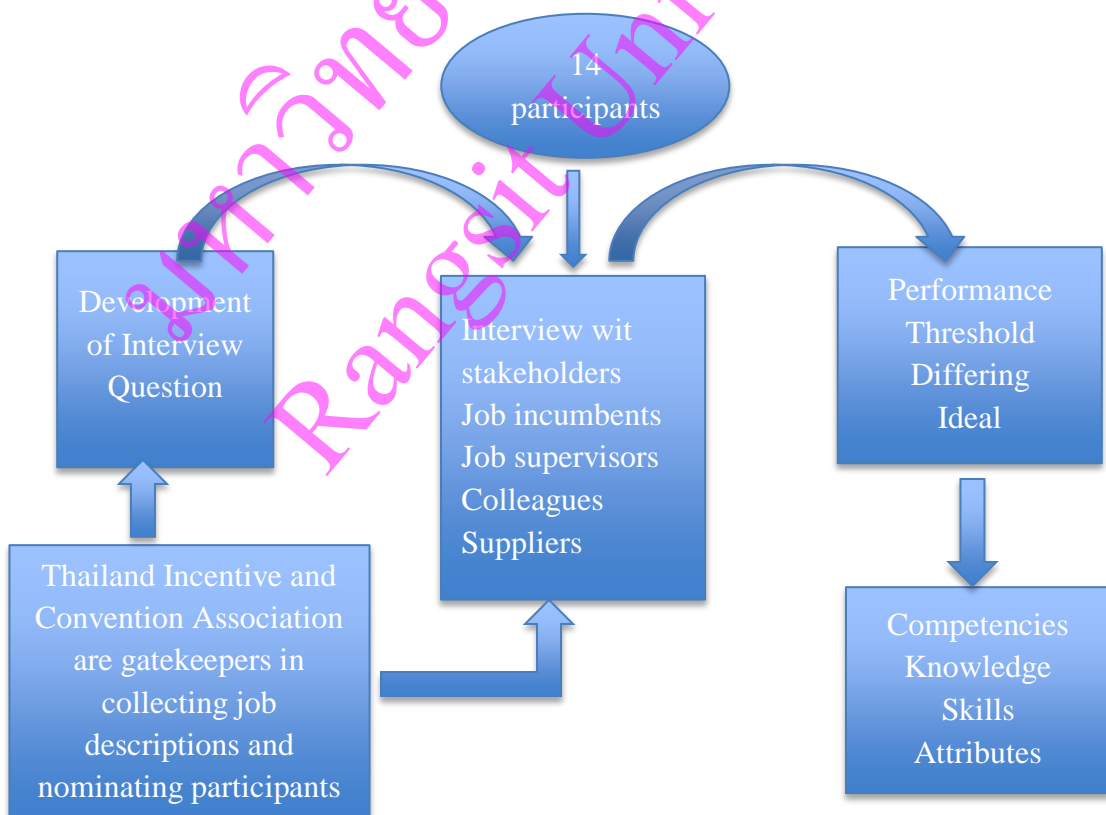 14
participants
Development
of Interview
Question
Interview wit
stakeholders
Job incumbents
Job supervisors
Colleagues
Suppliers
Performance
Threshold
Differing
Ideal
Thailand Incentive and
Convention Association
are gatekeepers in
collecting job
descriptions and
nominating participants
Competencies
Knowledge
Skills
Attributes
Rangsit Uni